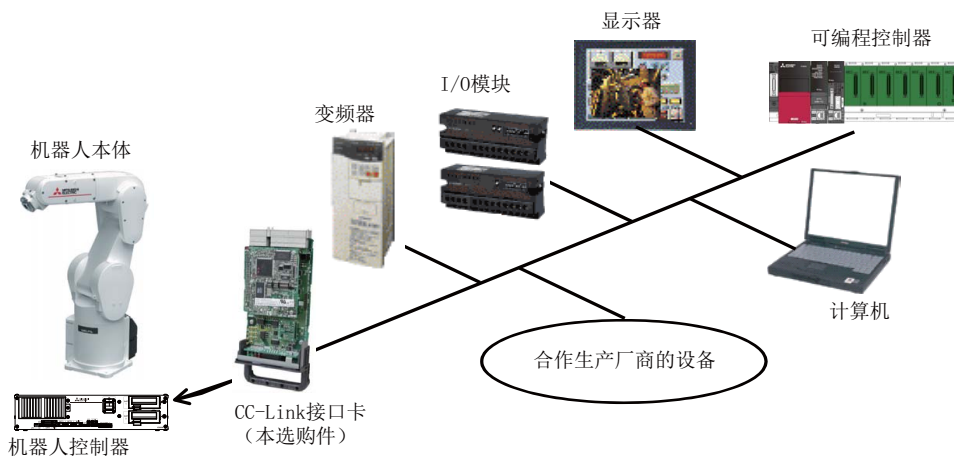 显示器
可编程控制器
I/O模块
变频器
机器人本体
MITSUBISHI
ELECTRIC
计算机
合作生产厂商的设备
CC-Link接口卡
(本选购件)
机器人控制器